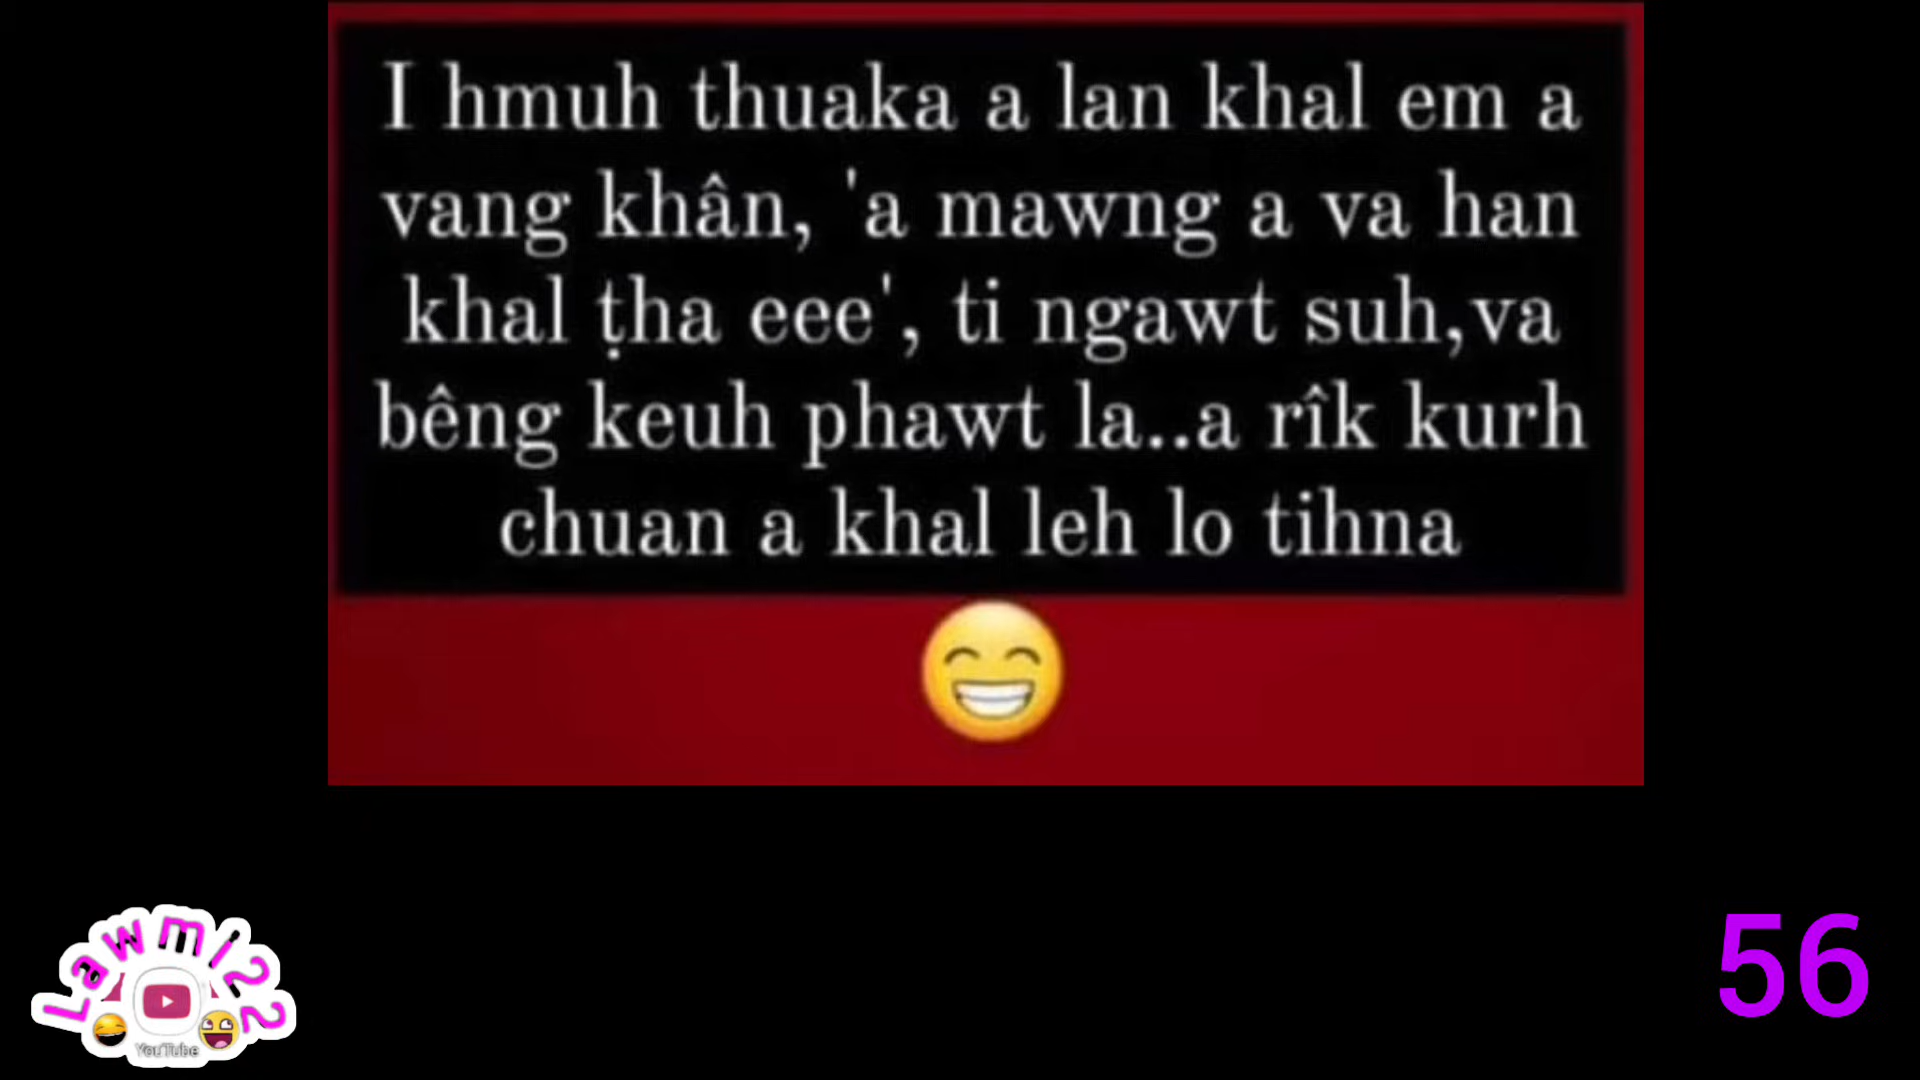 I hmuh thuaka a lan khal em a
vang khân, 'a mawng a va han
khal ṭha eee', ti ngawt suh,va
bêng keuh phawt la..a rîk kurh
chuan a khal leh lo tihna
Lawmi22
YouTube
56